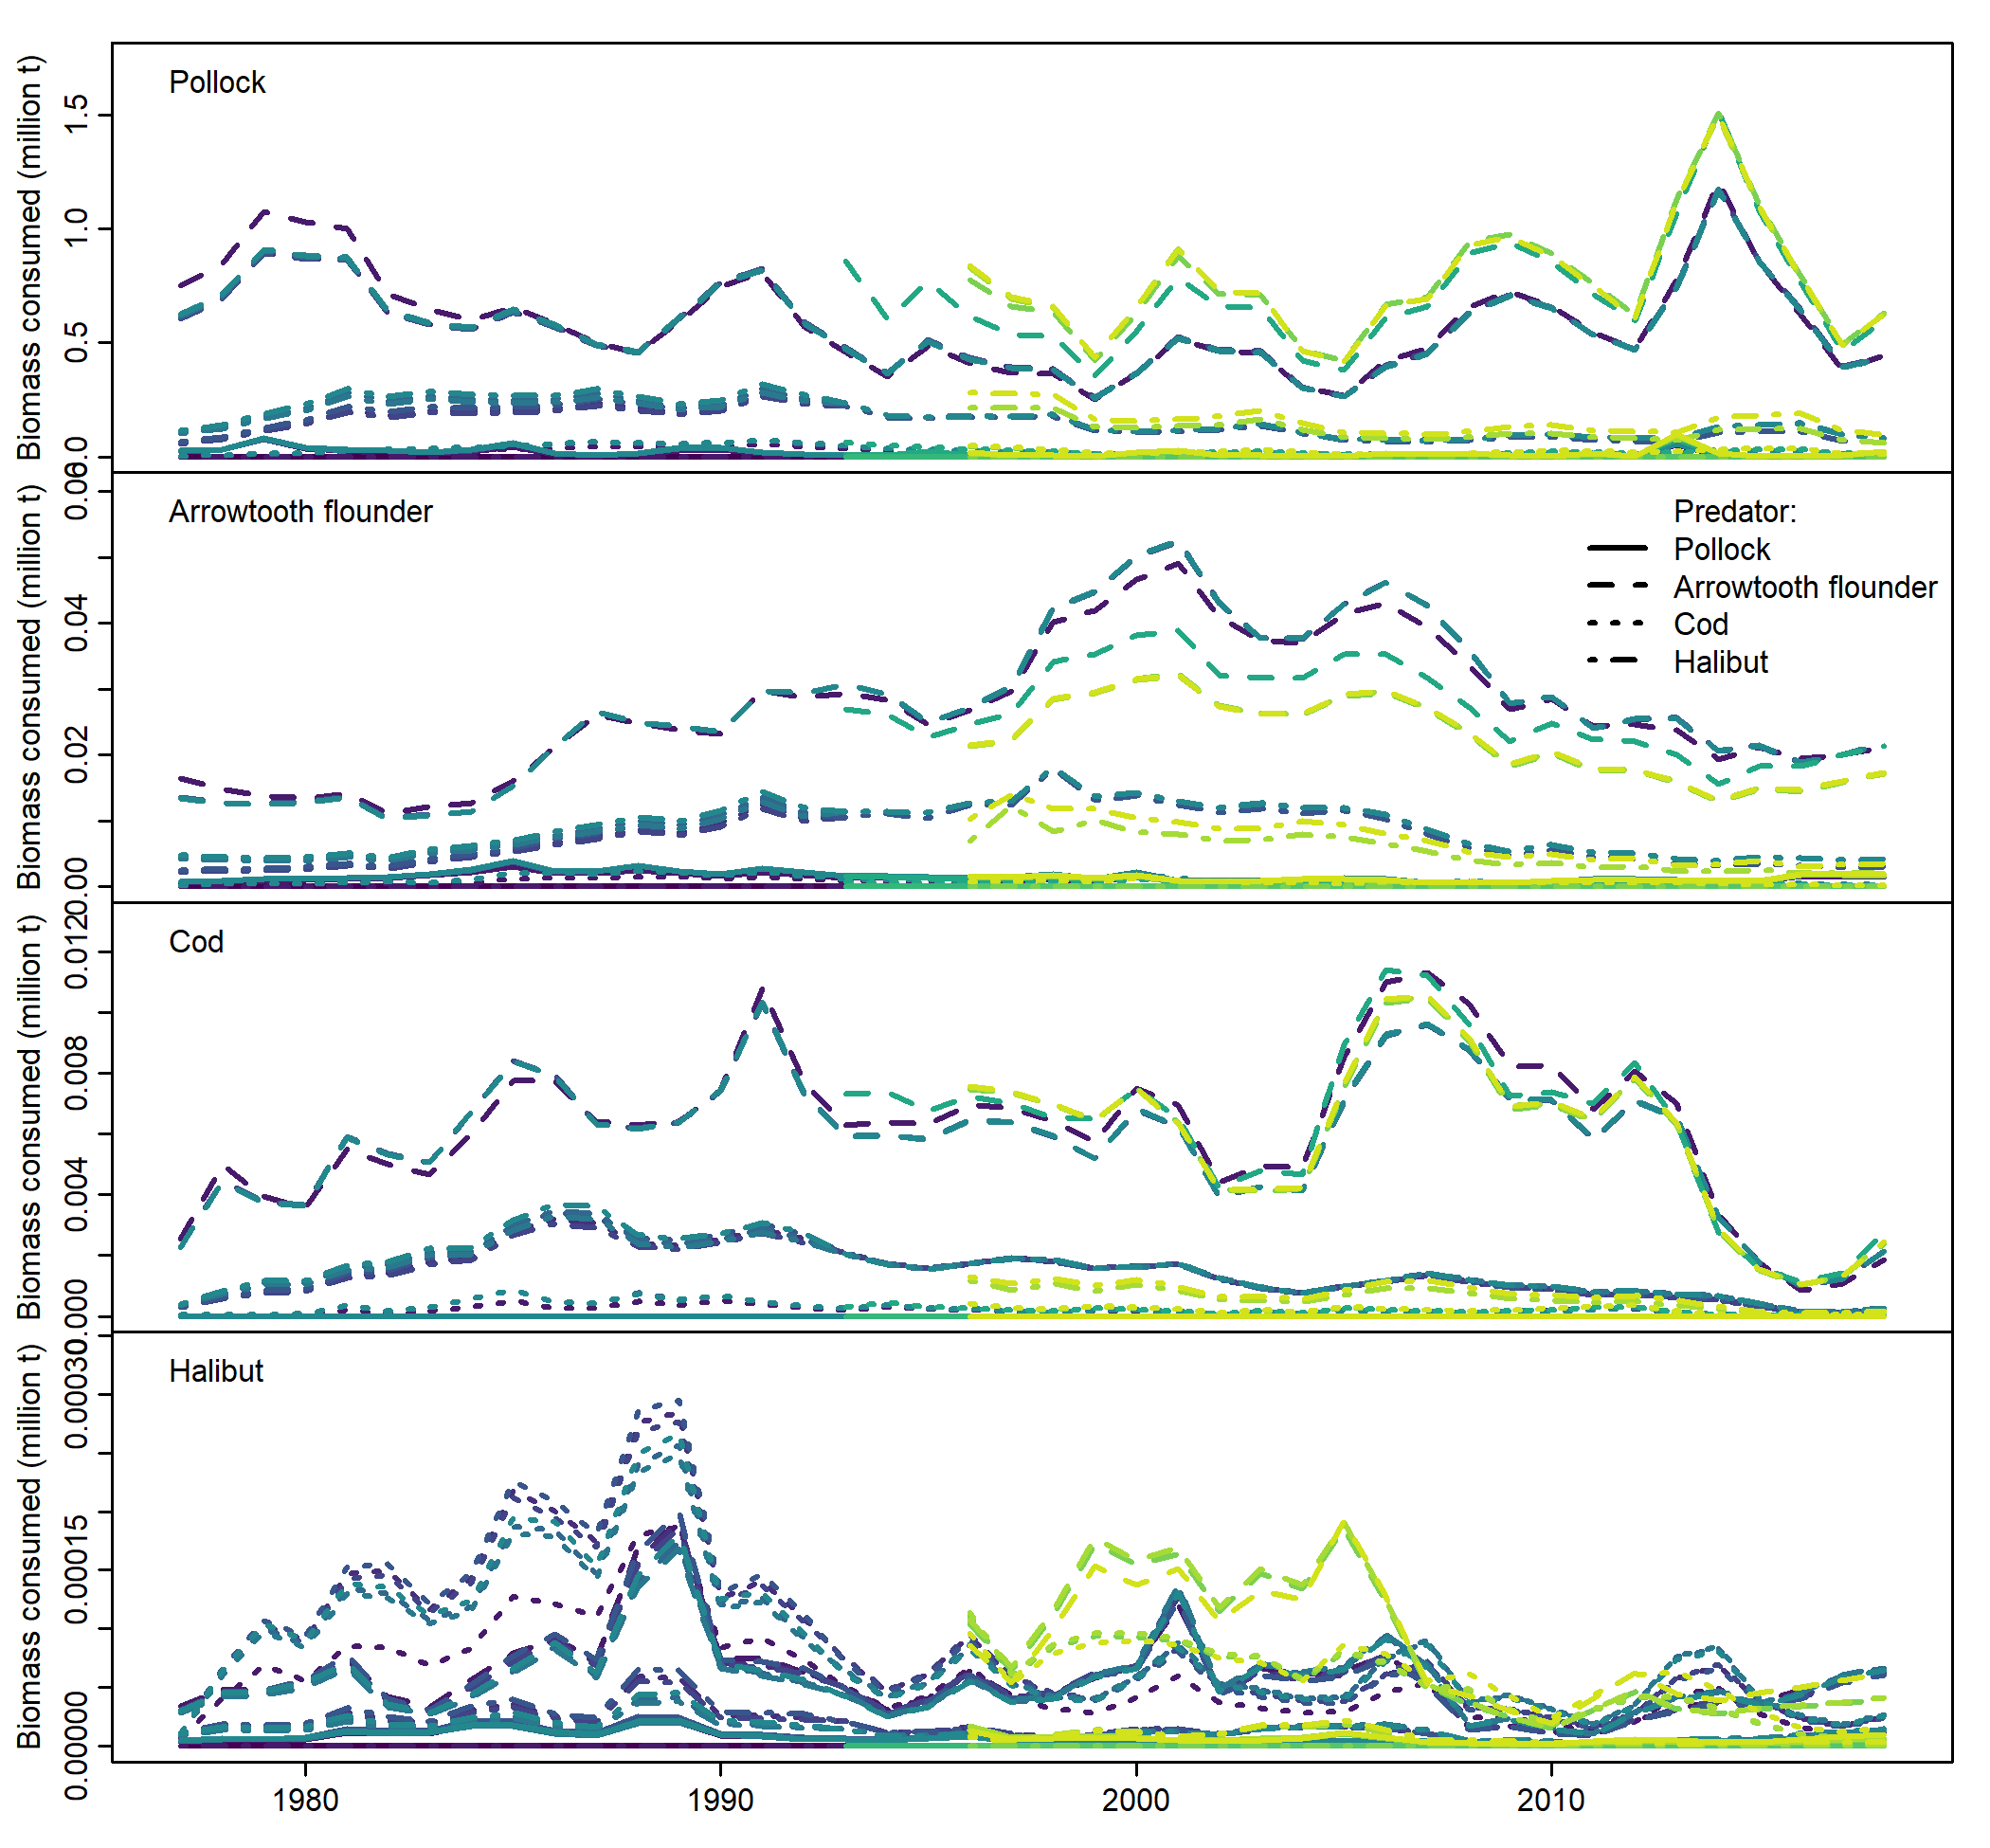 Pollock
Biomass consumed (million t)
0.0
0.5
1.0
1.5
Arrowtooth flounder
Biomass consumed (million t)
0.00
0.02
0.04
0.06
Predator:
Pollock
Arrowtooth flounder
Cod
Halibut
Cod
Biomass consumed (million t)
0.000
0.004
0.008
0.012
Halibut
Biomass consumed (million t)
0.00000
0.00015
0.00030
1980
1990
2000
2010